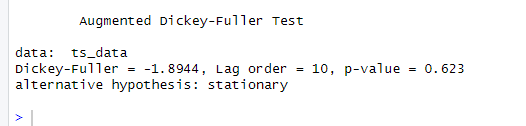 Augmented Dickey-Fuller Test
data:  ts_data
Dickey-Fuller = -1.8944, Lag order = 10, p-value = 0.623
alternative hypothesis: stationary
>